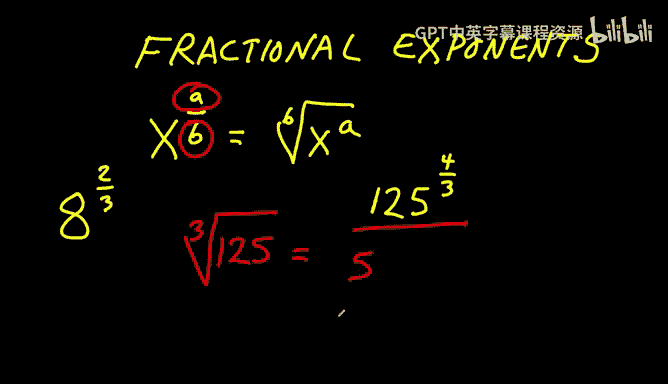 GPT中英字幕课程资源 bilibili
FRACTIONAL EXPONENTS
x^(a/b) = ᵇ√(x^a)
8^(2/3)
125^(4/3)
³√125 = 5